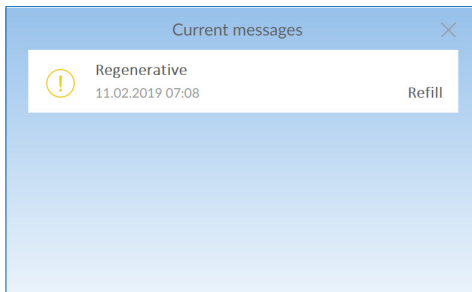 Current messages
Regenerative
11.02.2019 07:08
Refill